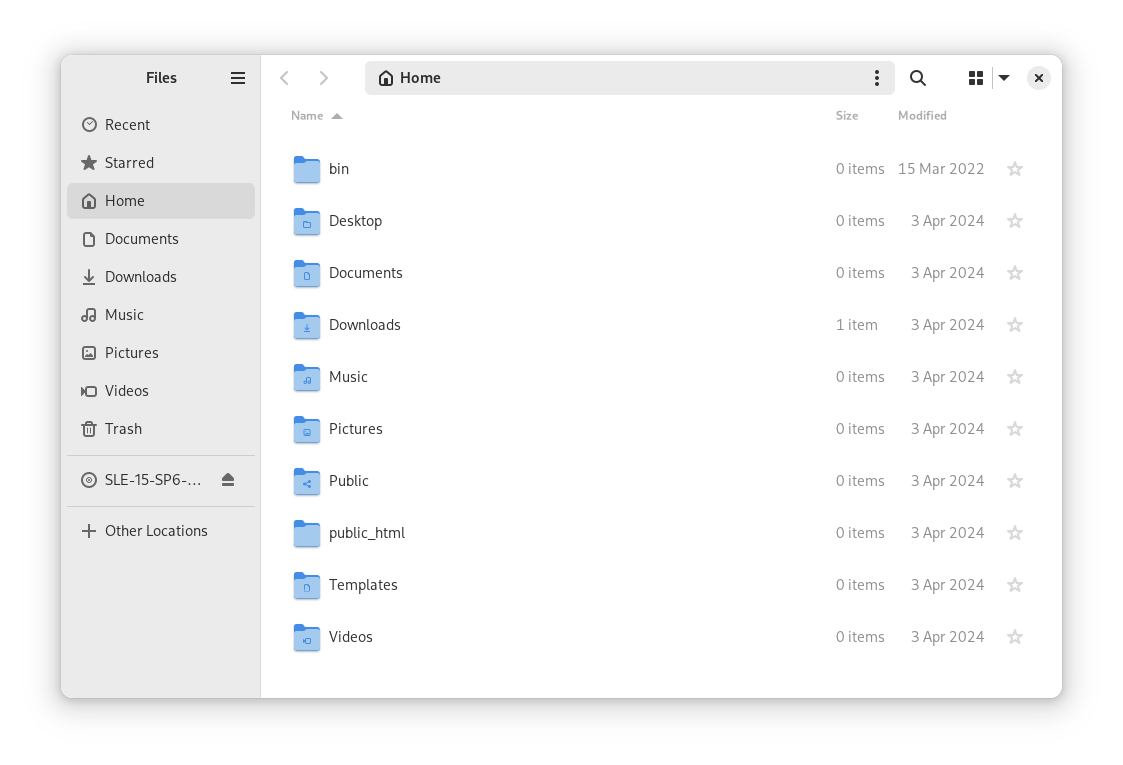 Files
Home
Recent
Starred
Home
Documents
Downloads
Music
Pictures
Videos
Trash
SLE-15-SP6-…
Other Locations
Name Size Modified
bin 0 items 15 Mar 2022
Desktop 0 items 3 Apr 2024
Documents 0 items 3 Apr 2024
Downloads 1 item 3 Apr 2024
Music 0 items 3 Apr 2024
Pictures 0 items 3 Apr 2024
Public 0 items 3 Apr 2024
public_html 0 items 3 Apr 2024
Templates 0 items 3 Apr 2024
Videos 0 items 3 Apr 2024